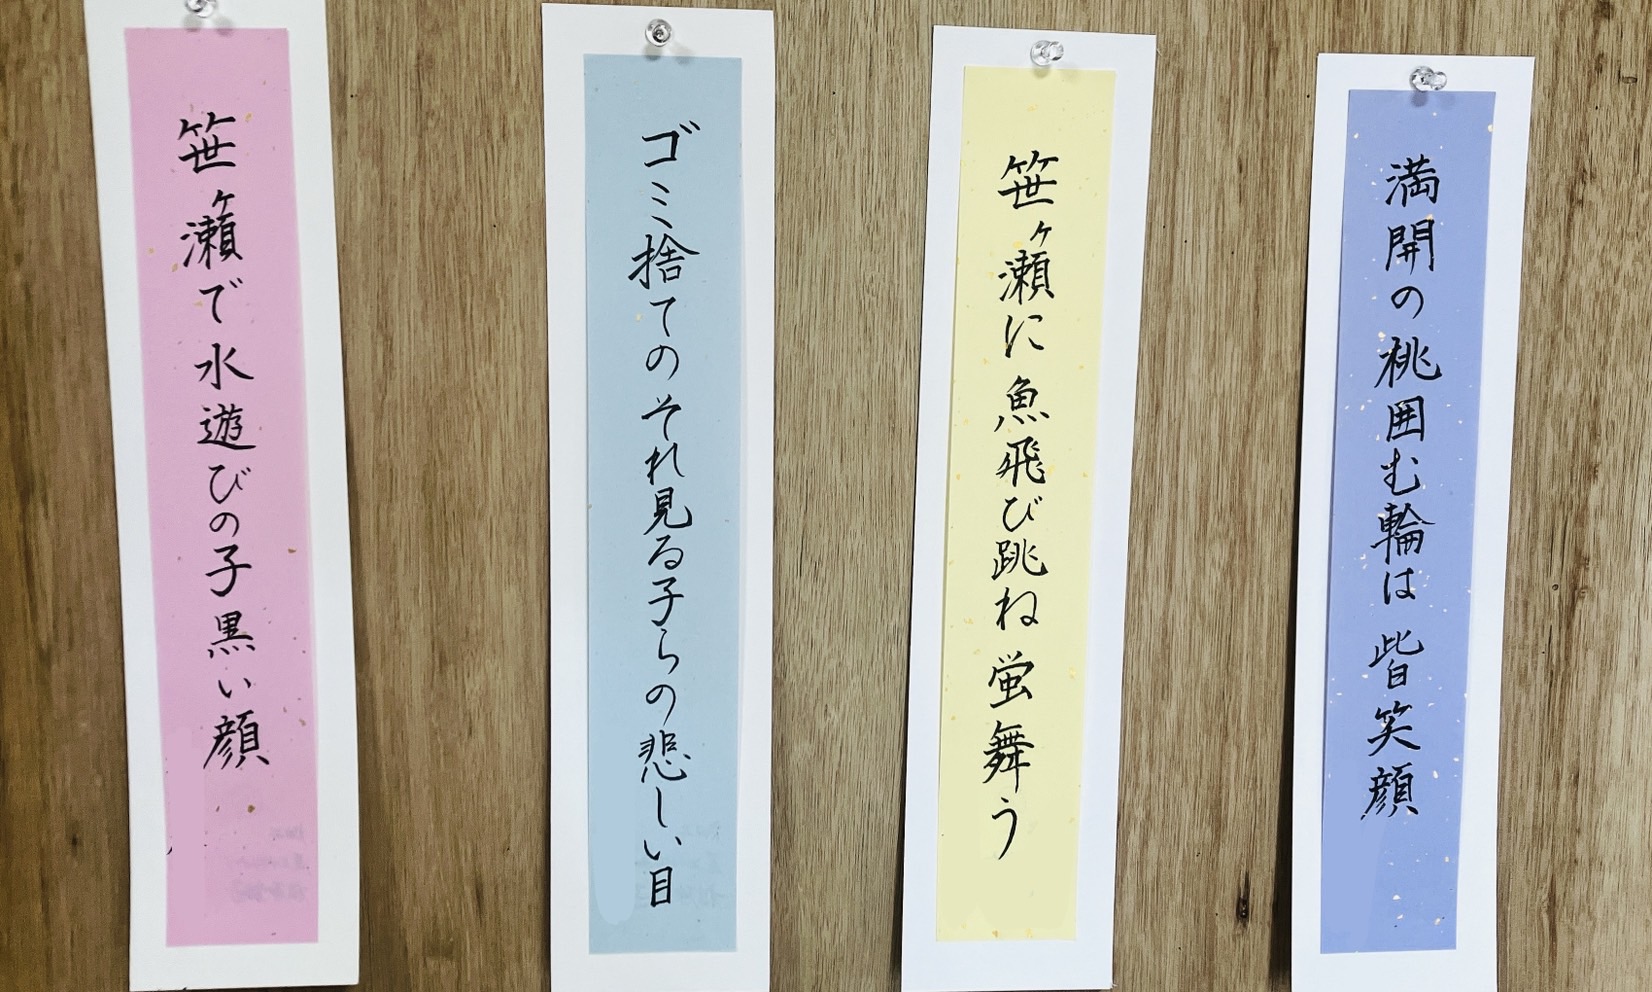 満開の桃囲む輪は皆笑顔
笹ヶ瀬に魚飛び跳ね蛍舞う
ゴミ捨てのそれ見る子らの悲しい目
笹ヶ瀬で水遊びの子黒い顔